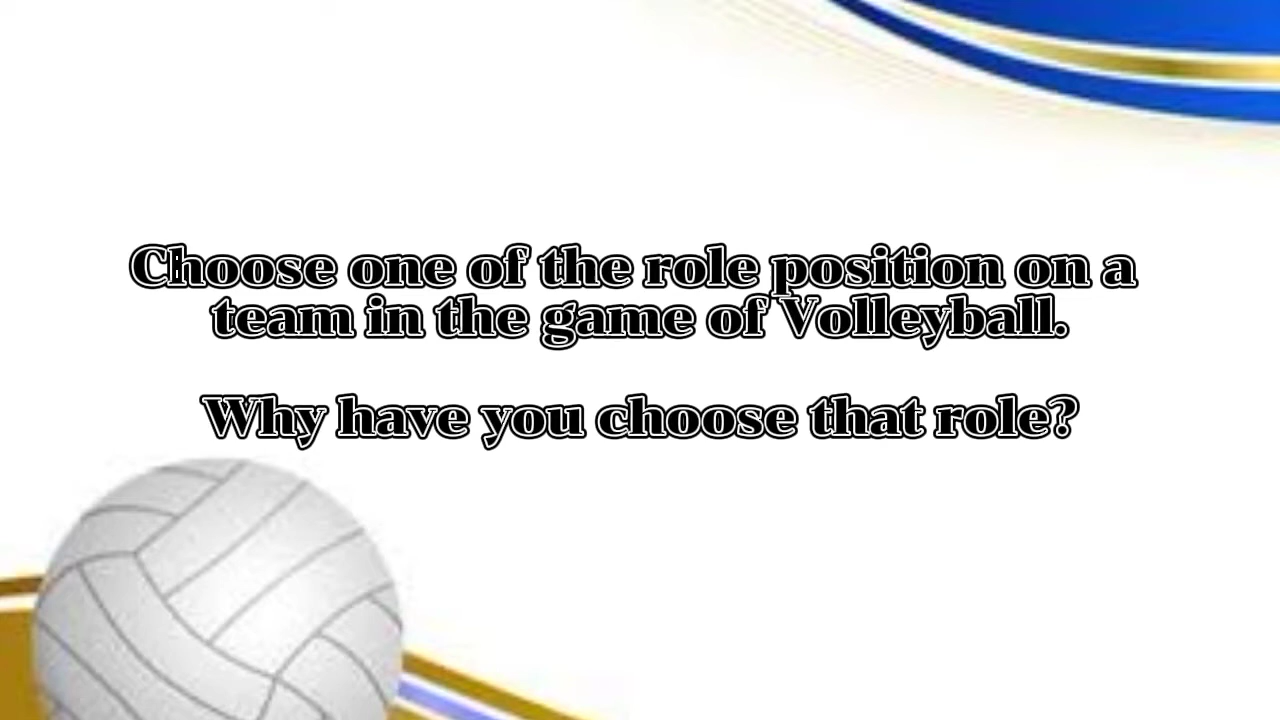 Choose one of the role position on a
team in the game of Volleyball.
Why have you choose that role?